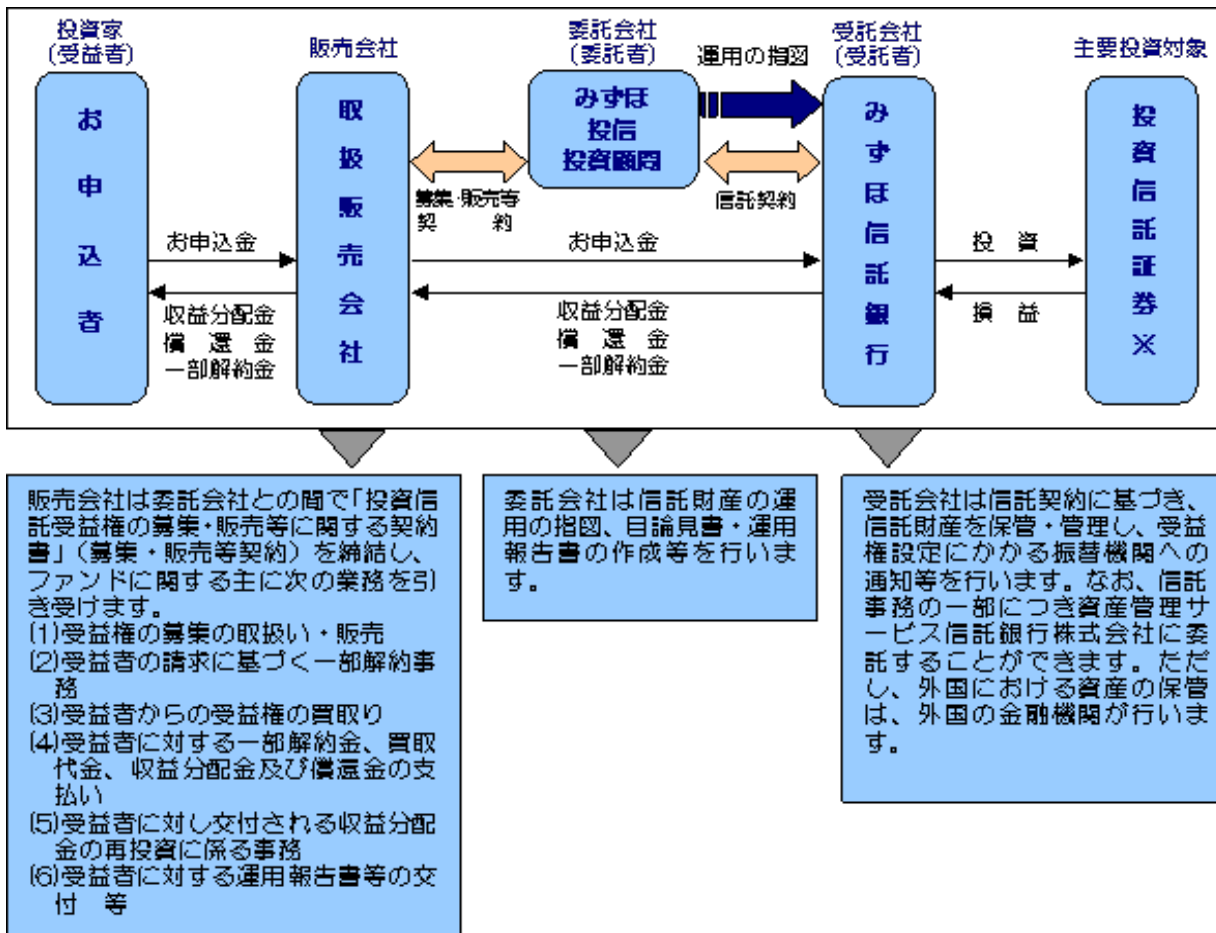 投資家
(受益者)
販売会社
委託会社
(委託者)
運用の指図
受託会社
(受託者)
主要投資対象
お申込者
取扱販売会社
みずほ
投信
投資顧問
みずほ信託銀行
投資信託証券※
募集・販売等
契約
信託契約
お申込金
お申込金
投資
収益分配金
償還金
一部解約金
収益分配金
償還金
一部解約金
損益
販売会社は委託会社との間で「投資信
託受益権の募集・販売等に関する契約
書」（募集・販売等契約）を締結し、
ファンドに関する主に次の業務を引
き受けます。
(1)受益権の募集の取扱い・販売
(2)受益者の請求に基づく一部解約事
務
(3)受益者からの受益権の買取り
(4)受益者に対する一部解約金、買取
代金、収益分配金及び償還金の支
払い
(5)受益者に対し交付される収益分配
金の再投資に係る事務
(6)受益者に対する運用報告書等の交
付　等
委託会社は信託財産の運
用の指図、目論見書・運用
報告書の作成等を行いま
す。
受託会社は信託契約に基づき、
信託財産を保管・管理し、受益
権設定にかかる振替機関への
通知等を行います。なお、信託
事務の一部につき資産管理サ
ービス信託銀行株式会社に委
託することができます。ただ
し、外国における資産の保管
は、外国の金融機関が行いま
す。